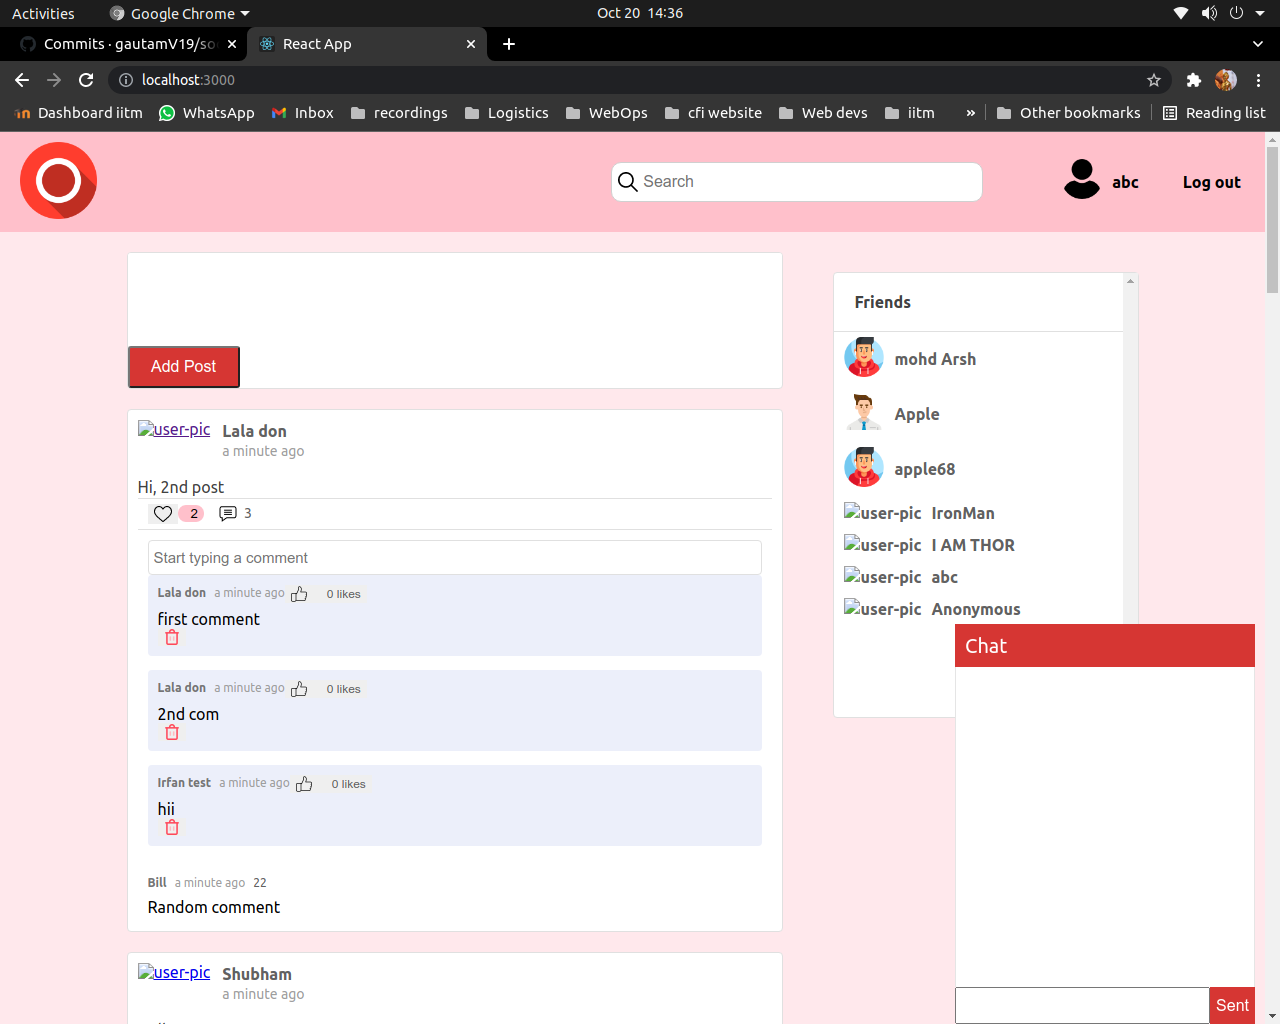 Activities Google Chrome Oct 20 14:36
Commits · gautamV19/so React App
localhost:3000
Dashboard iitm WhatsApp Inbox recordings Logistics WebOps cfi website Web devs iitm » Other bookmarks Reading list
Search abc Log out
Add Post
user-pic Lala don
a minute ago
Hi, 2nd post
2 3
Start typing a comment
Lala don a minute ago 0 likes
first comment
Lala don a minute ago 0 likes
2nd com
Irfan test a minute ago 0 likes
hii
Bill a minute ago 22
Random comment
user-pic Shubham
a minute ago
Friends
mohd Arsh
Apple
apple68
user-pic IronMan
user-pic I AM THOR
user-pic abc
user-pic Anonymous
Chat
Sent